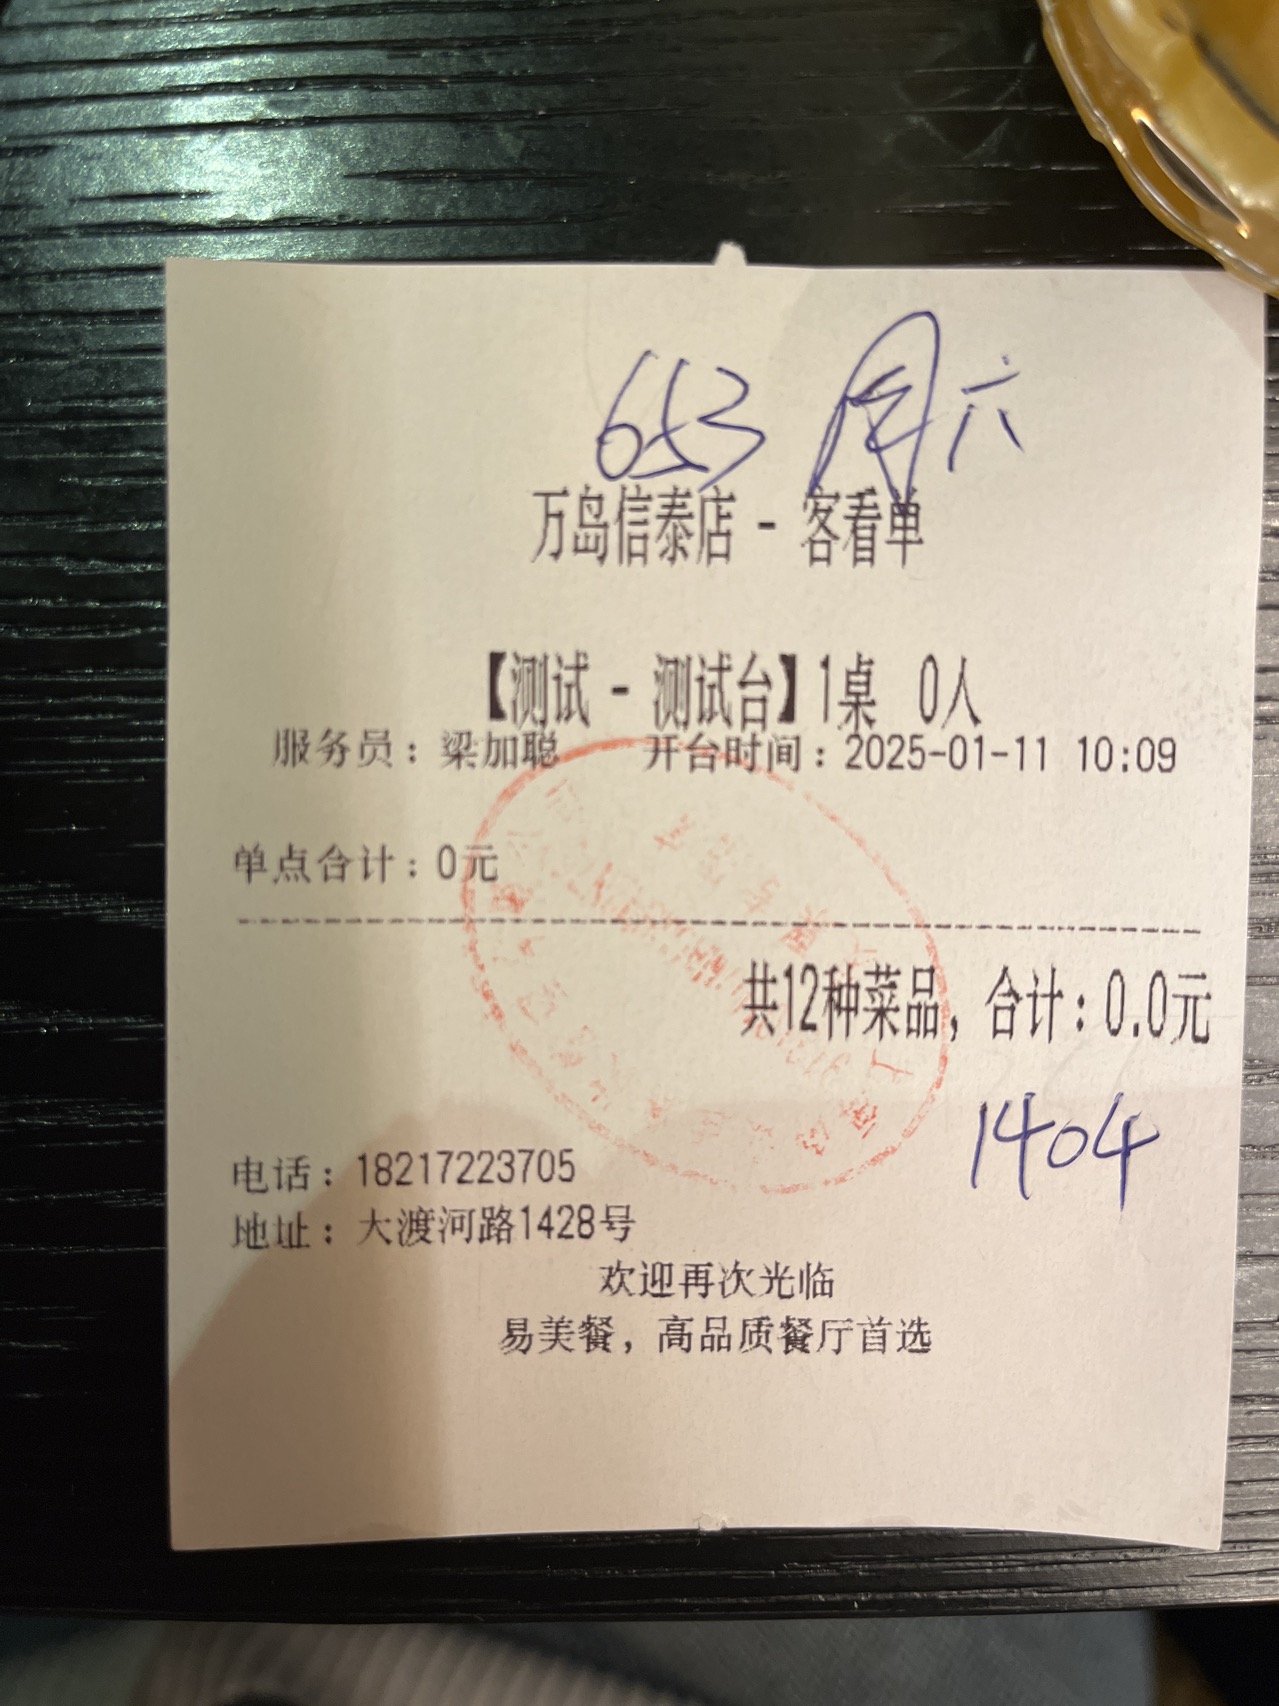 653 周六
万岛信泰店 - 客看单
【测试 - 测试台】1桌 0人
服务员：梁加聪 开台时间：2025-01-11 10:09
单点合计：0元
共12种菜品，合计：0.0元
1404
电话：18217223705
地址：大渡河路1428号
欢迎再次光临
易美餐，高品质餐厅首选